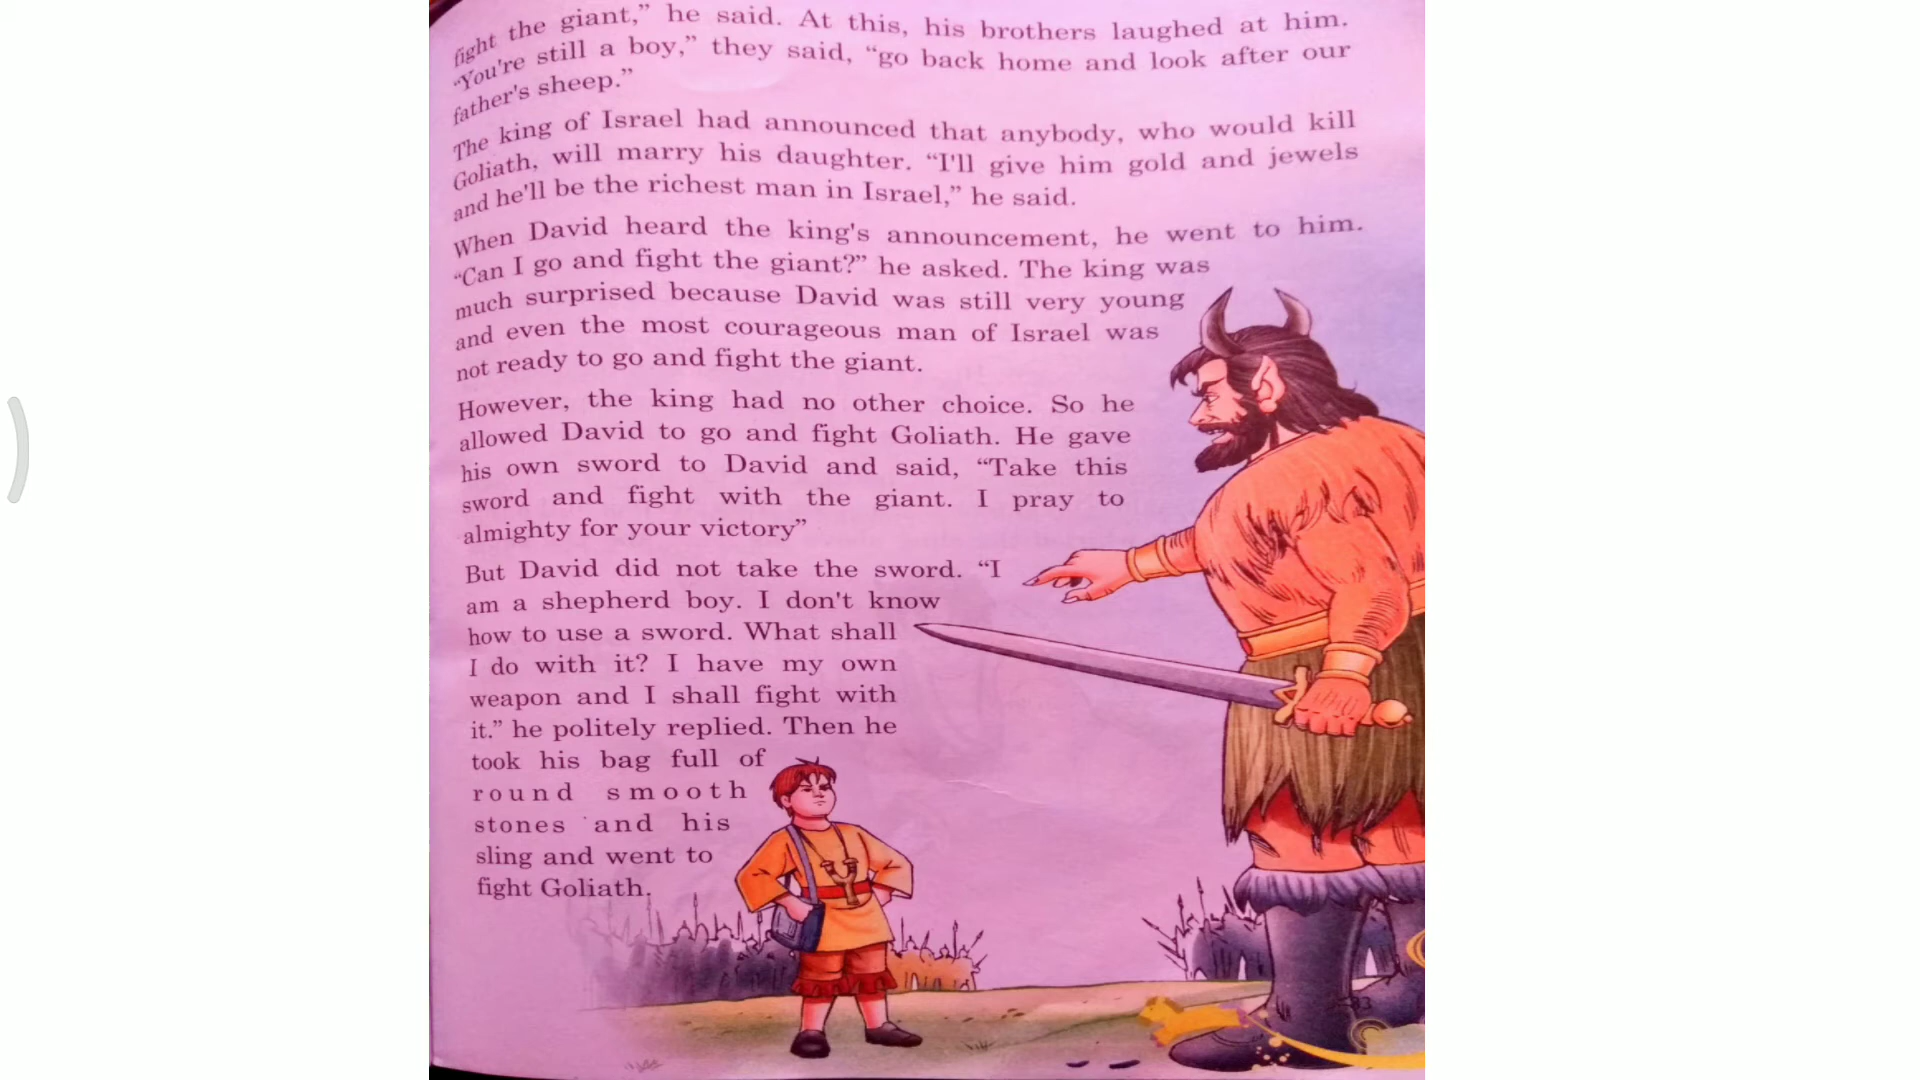 fight the giant,” he said. At this, his brothers laughed at him.
“You're still a boy,” they said, “go back home and look after our
father's sheep.”
The king of Israel had announced that anybody, who would kill
Goliath, will marry his daughter. “I'll give him gold and jewels
and he'll be the richest man in Israel,” he said.
When David heard the king's announcement, he went to him.
“Can I go and fight the giant?” he asked. The king was
much surprised because David was still very young
and even the most courageous man of Israel was
not ready to go and fight the giant.
However, the king had no other choice. So he
allowed David to go and fight Goliath. He gave
his own sword to David and said, “Take this
sword and fight with the giant. I pray to
almighty for your victory”
But David did not take the sword. “I
am a shepherd boy. I don't know
how to use a sword. What shall
I do with it? I have my own
weapon and I shall fight with
it.” he politely replied. Then he
took his bag full of
round smooth
stones and his
sling and went to
fight Goliath.